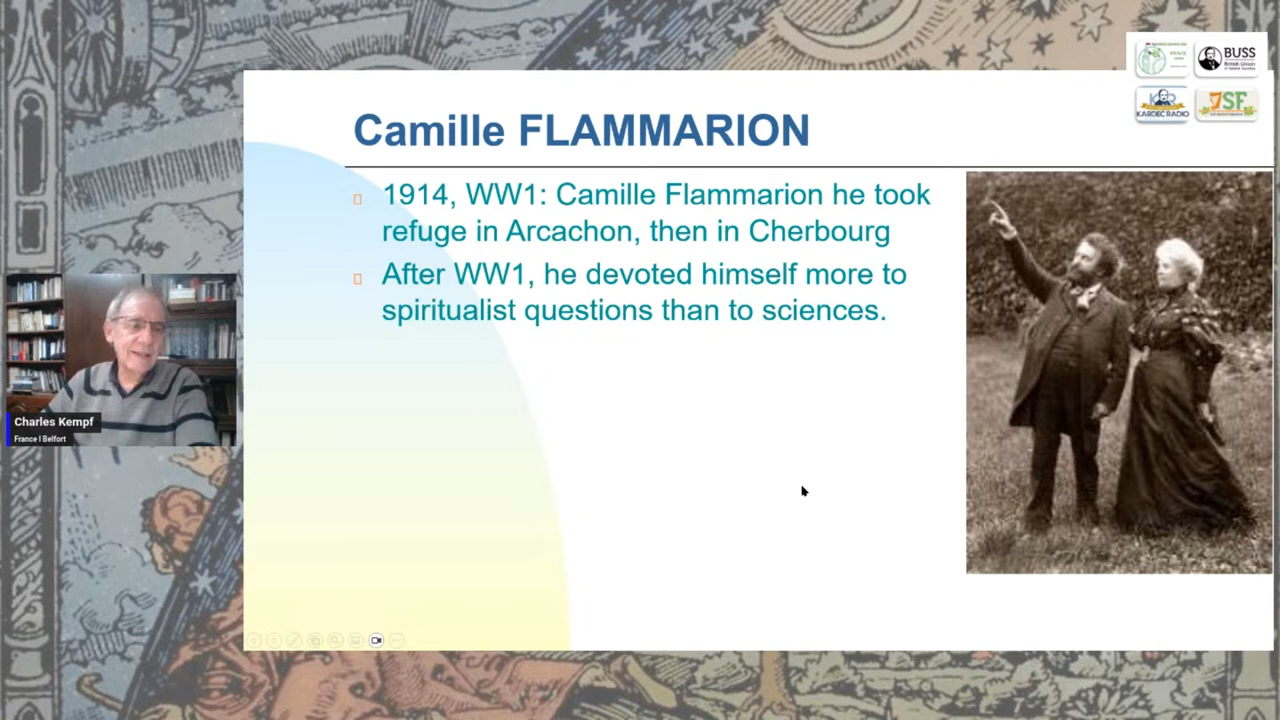 BUSS
British Union
KARDEC RADIO
SF
Camille FLAMMARION
1914, WW1: Camille Flammarion he took
refuge in Arcachon, then in Cherbourg
After WW1, he devoted himself more to
spiritualist questions than to sciences.
Charles Kempf
France I Belfort